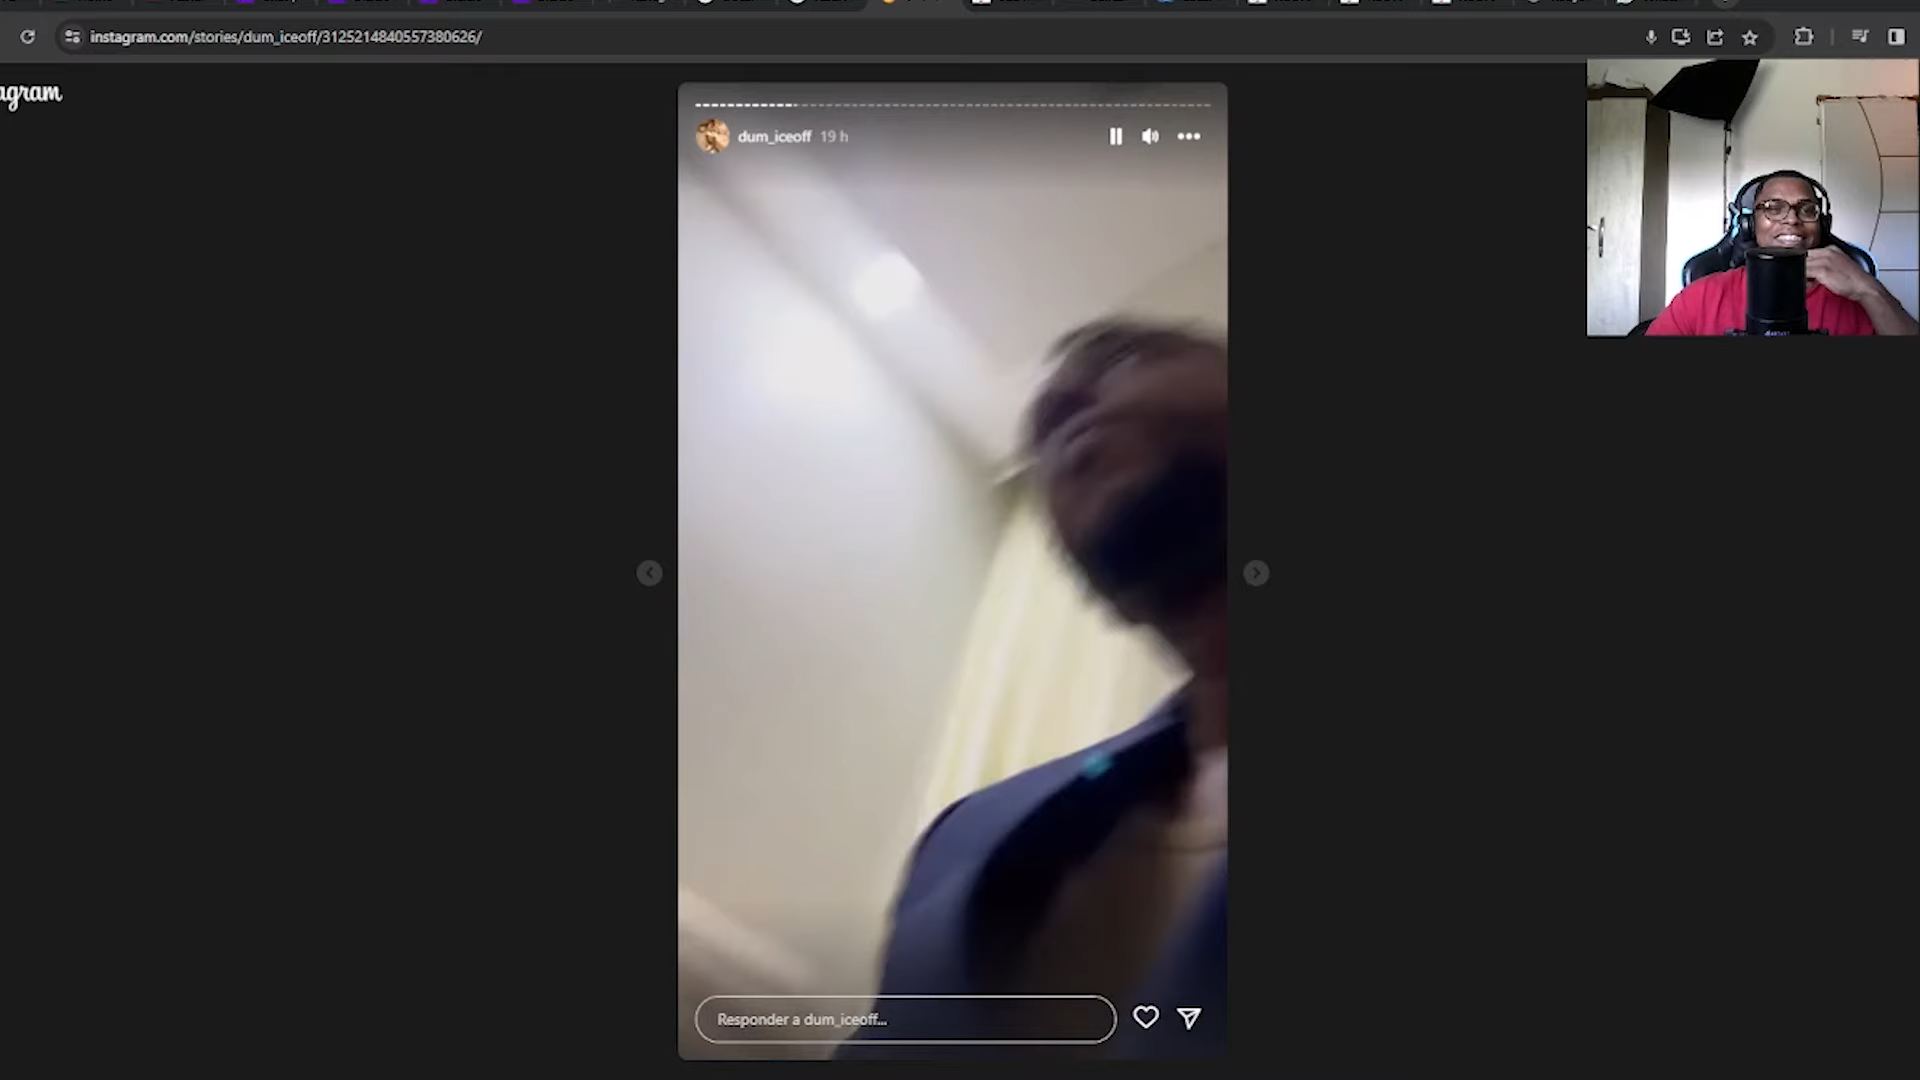 instagram.com/stories/dum_iceoff/3125214840557380626/
agram
dum_iceoff 19 h
Responder a dum_iceoff...